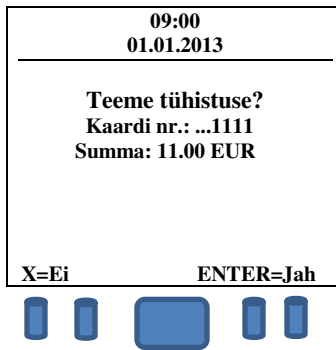 09:00
01.01.2013
Teeme tühistuse?
Kaardi nr.: ...1111
Summa: 11.00 EUR
X=Ei ENTER=Jah